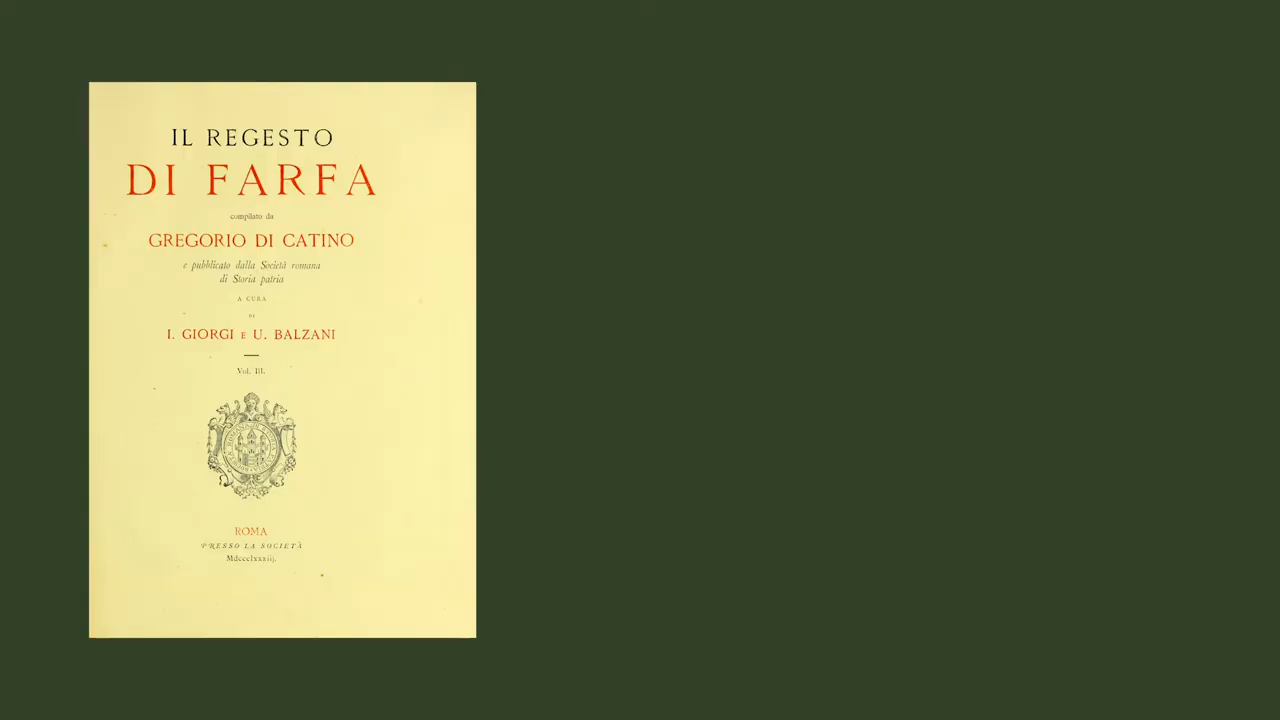 IL REGESTO
DI FARFA
compilato da
GREGORIO DI CATINO
e pubblicato dalla Società romana
di Storia patria
A CURA
DI
I. GIORGI E U. BALZANI
Vol. III.
ROMA
PRESSO LA SOCIETÀ
Mdccclxxxiij.